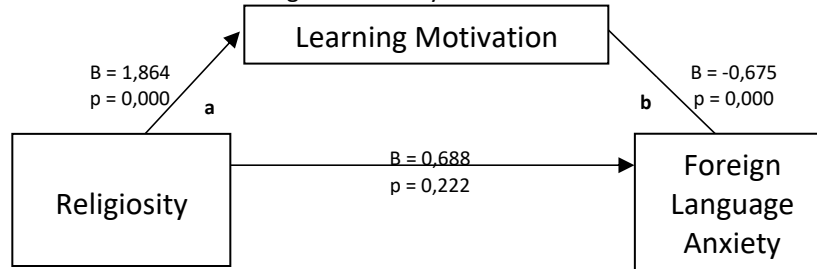 Learning Motivation
B = 1,864
p = 0,000
a
B = -0,675
p = 0,000
b
B = 0,688
p = 0,222
Religiosity
Foreign
Language
Anxiety